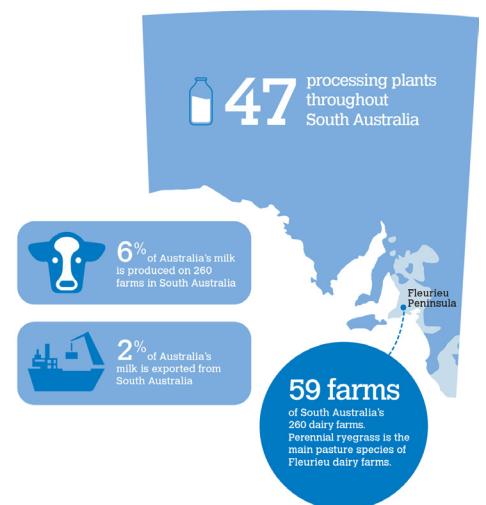 47 processing plants
throughout
South Australia
6% of Australia's milk
is produced on 260
farms in South Australia
2% of Australia's
milk is exported from
South Australia
Fleurieu
Peninsula
59 farms
of South Australia's
260 dairy farms.
Perennial ryegrass is the
main pasture species of
Fleurieu dairy farms.